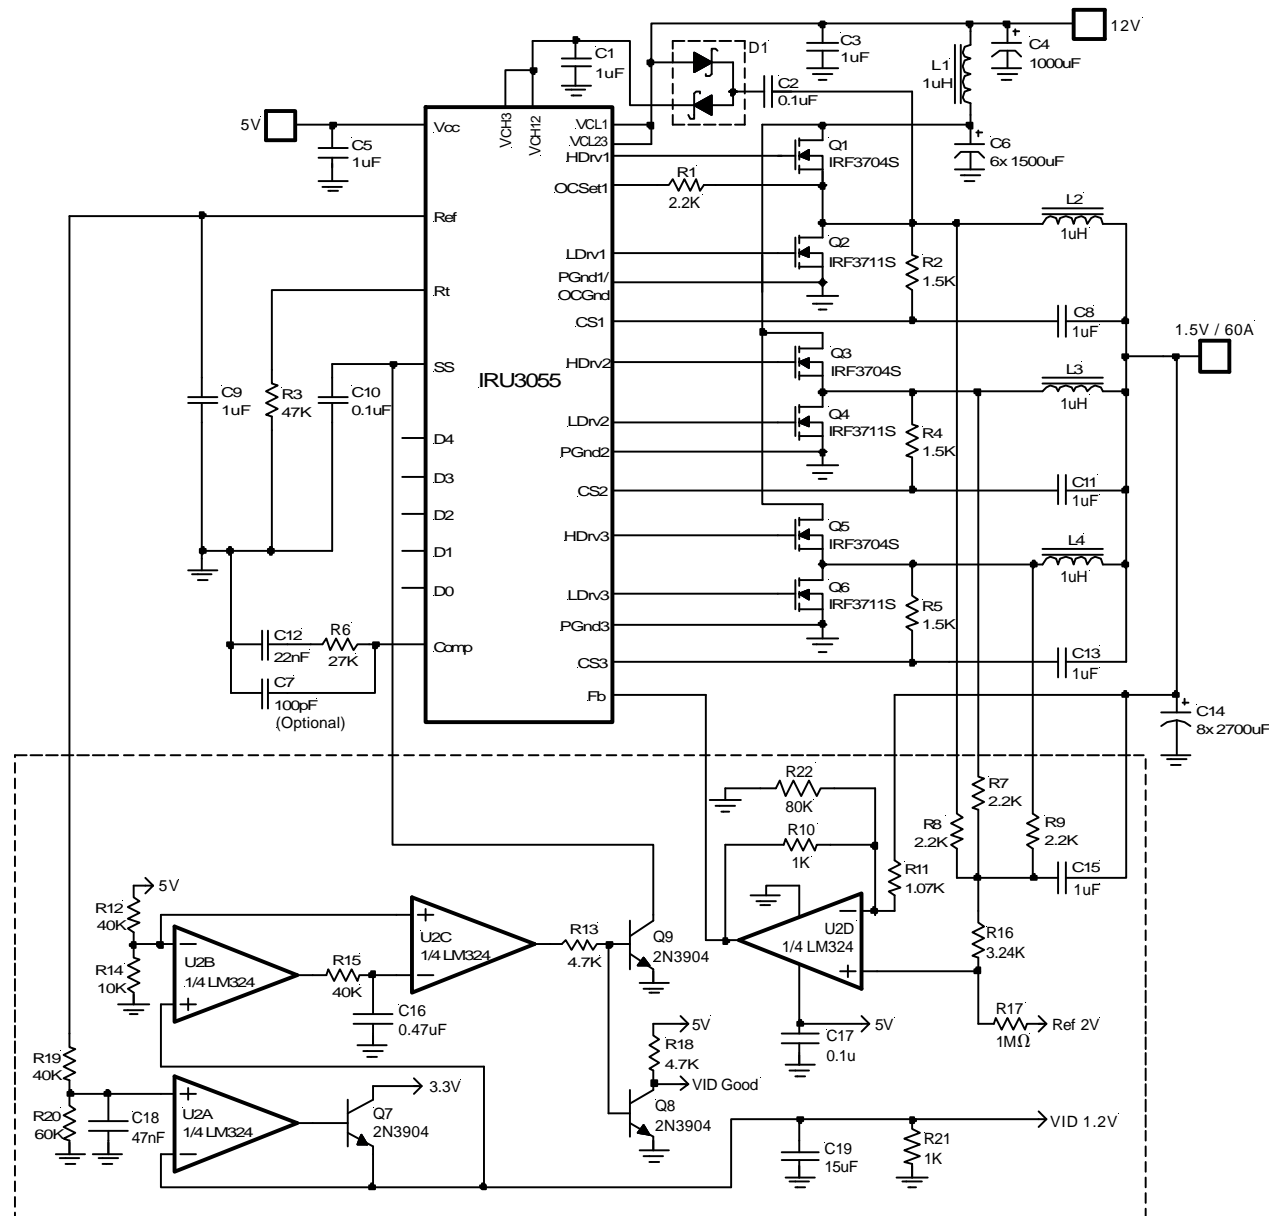 12V
D1
C1
1uF
C3
1uF
C4
1000uF
L1
1uH
C2
0.1uF
5V
C5
1uF
Vcc
VCH3
VCH12
VCL1
VCL23
HDrv1
Q1
IRF3704S
C6
6x 1500uF
OCSet1
R1
2.2K
Ref
L2
1uH
LDrv1
Q2
IRF3711S
R2
1.5K
PGnd1/
OCGnd
Rt
CS1
C8
1uF
1.5V / 60A
SS
IRU3055
HDrv2
Q3
IRF3704S
L3
1uH
C9
1uF
R3
47K
C10
0.1uF
LDrv2
Q4
IRF3711S
R4
1.5K
D4
PGnd2
D3
CS2
C11
1uF
D2
HDrv3
Q5
IRF3704S
L4
1uH
D1
D0
LDrv3
Q6
IRF3711S
R5
1.5K
PGnd3
C12
22nF
R6
27K
Comp
CS3
C13
1uF
C7
100pF
(Optional)
Fb
C14
8x 2700uF
R22
80K
R7
2.2K
R10
1K
R8
2.2K
R9
2.2K
R11
1.07K
C15
1uF
5V
R12
40K
R14
10K
U2B
1/4 LM324
R15
40K
U2C
1/4 LM324
R13
4.7K
Q9
2N3904
U2D
1/4 LM324
R16
3.24K
C16
0.47uF
5V
R18
4.7K
C17
0.1u
5V
R17
1MΩ
Ref 2V
R19
40K
R20
60K
C18
47nF
U2A
1/4 LM324
3.3V
Q7
2N3904
VID Good
Q8
2N3904
C19
15uF
R21
1K
VID 1.2V